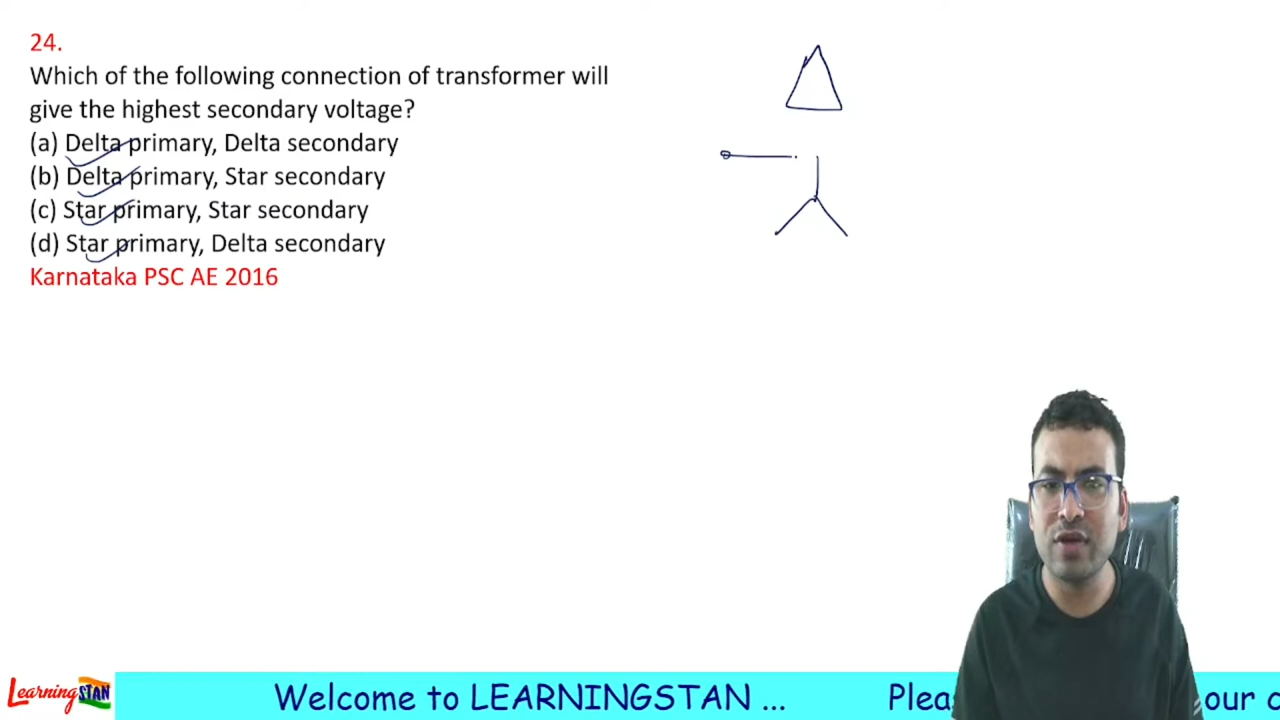 24.
Which of the following connection of transformer will
give the highest secondary voltage?
(a) Delta primary, Delta secondary
(b) Delta primary, Star secondary
(c) Star primary, Star secondary
(d) Star primary, Delta secondary
Karnataka PSC AE 2016
LearningSTAN
Welcome to LEARNINGSTAN ... Plea our c